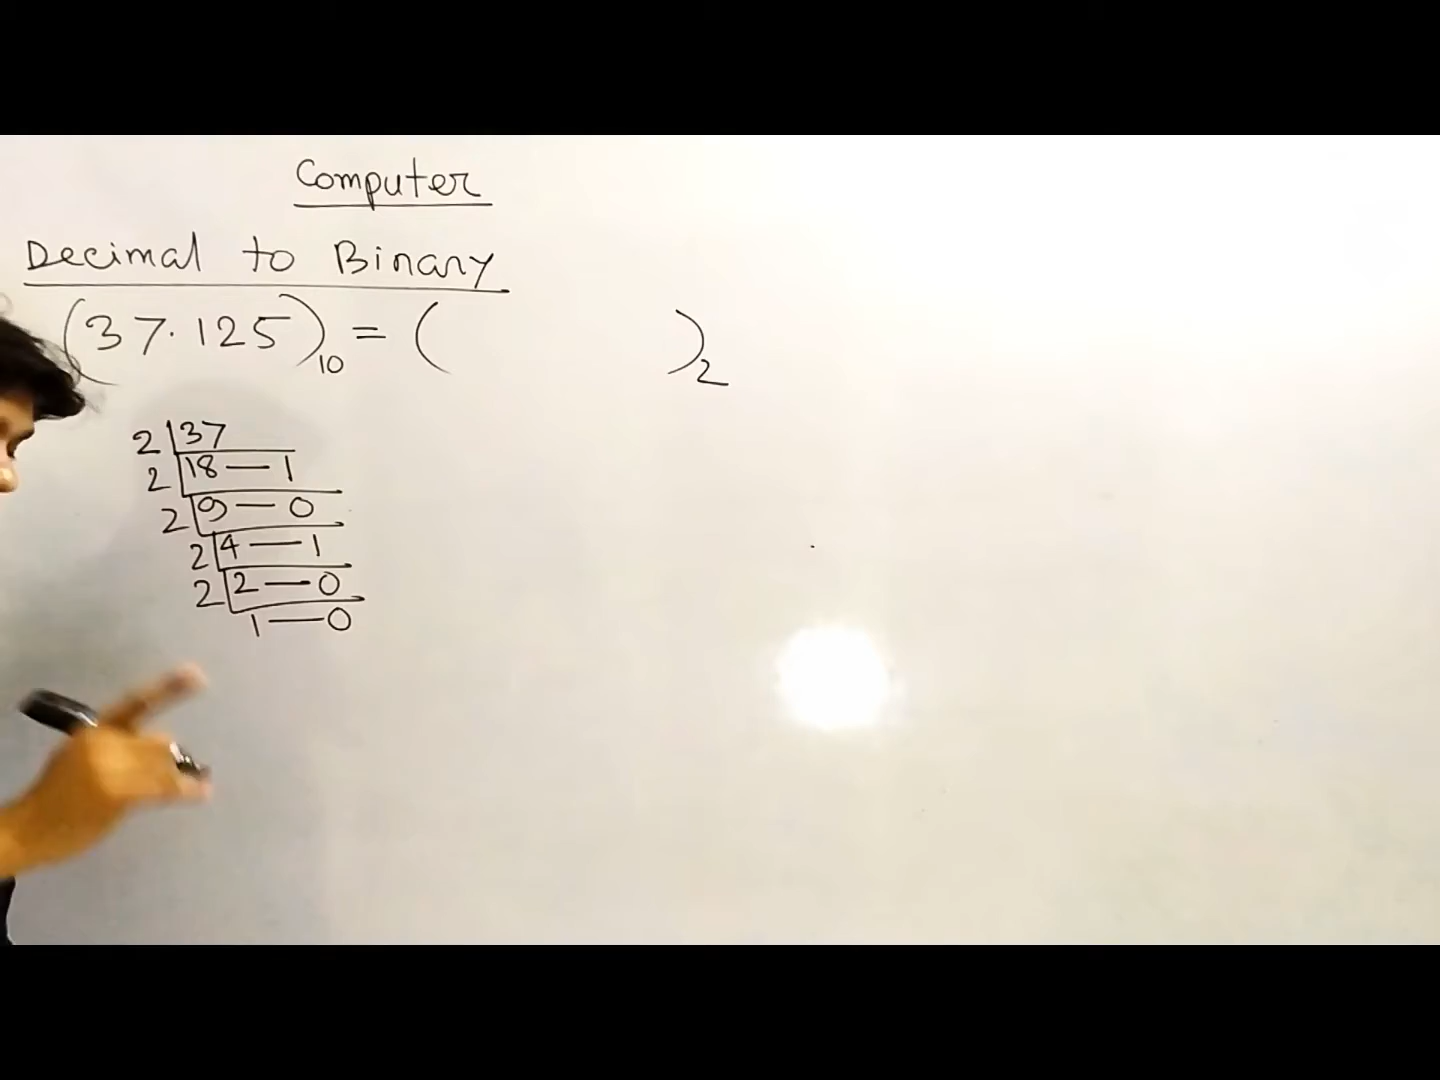 Computer
Decimal to Binary
(37.125)₁₀ = ( )₂
2 | 37
2 | 18 — 1
2 | 9 — 0
2 | 4 — 1
2 | 2 — 0
1 — 0